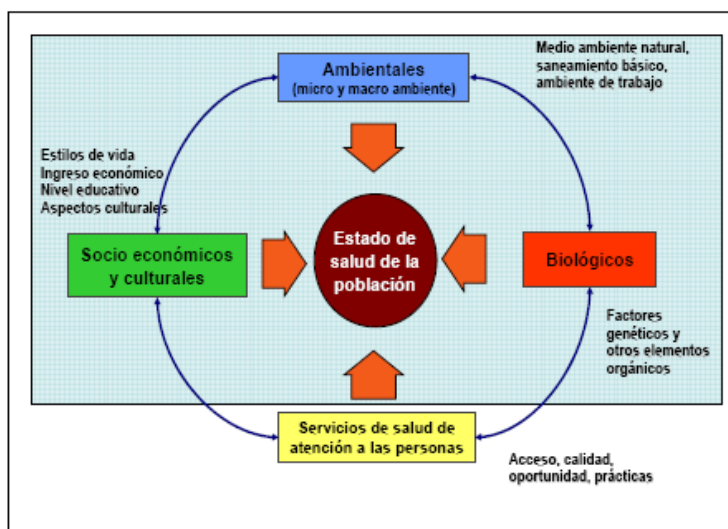 Ambientales
(micro y macro ambiente)
Medio ambiente natural,
saneamiento básico,
ambiente de trabajo
Estilos de vida
Ingreso económico
Nivel educativo
Aspectos culturales
Socio económicos
y culturales
Estado de
salud de la
población
Biológicos
Factores
genéticos y
otros elementos
orgánicos
Servicios de salud de
atención a las personas
Acceso, calidad,
oportunidad, prácticas